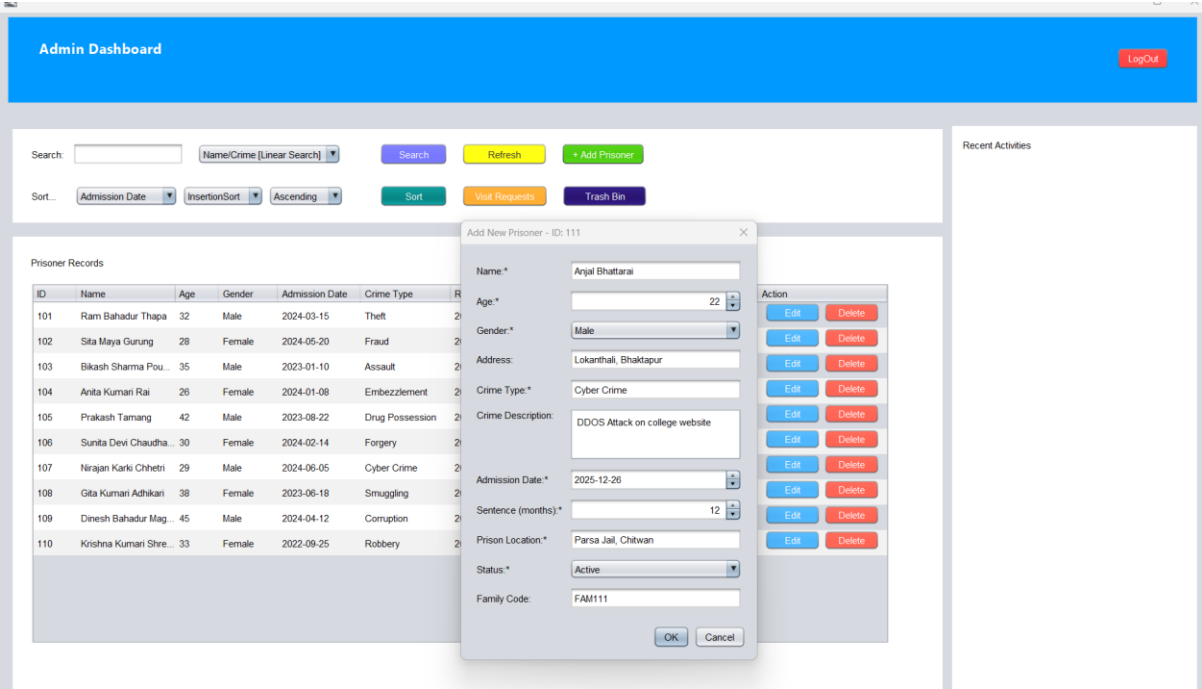 Admin Dashboard
LogOut
Search: Name/Crime [Linear Search] Search Refresh + Add Prisoner
Sort... Admission Date InsertionSort Ascending Sort Visit Requests Trash Bin
Recent Activities
Prisoner Records
ID Name Age Gender Admission Date Crime Type R Action
101 Ram Bahadur Thapa 32 Male 2024-03-15 Theft Edit Delete
102 Sita Maya Gurung 28 Female 2024-05-20 Fraud Edit Delete
103 Bikash Sharma Pou... 35 Male 2023-01-10 Assault Edit Delete
104 Anita Kumari Rai 26 Female 2024-01-08 Embezzlement Edit Delete
105 Prakash Tamang 42 Male 2023-08-22 Drug Possession Edit Delete
106 Sunita Devi Chaudha... 30 Female 2024-02-14 Forgery Edit Delete
107 Nirajan Karki Chhetri 29 Male 2024-06-05 Cyber Crime Edit Delete
108 Gita Kumari Adhikari 38 Female 2023-06-18 Smuggling Edit Delete
109 Dinesh Bahadur Mag... 45 Male 2024-04-12 Corruption Edit Delete
110 Krishna Kumari Shre... 33 Female 2022-09-25 Robbery Edit Delete
Add New Prisoner - ID: 111
Name:* Anjal Bhattarai
Age:* 22
Gender:* Male
Address: Lokanthali, Bhaktapur
Crime Type:* Cyber Crime
Crime Description: DDOS Attack on college website
Admission Date:* 2025-12-26
Sentence (months):* 12
Prison Location:* Parsa Jail, Chitwan
Status:* Active
Family Code: FAM111
OK Cancel